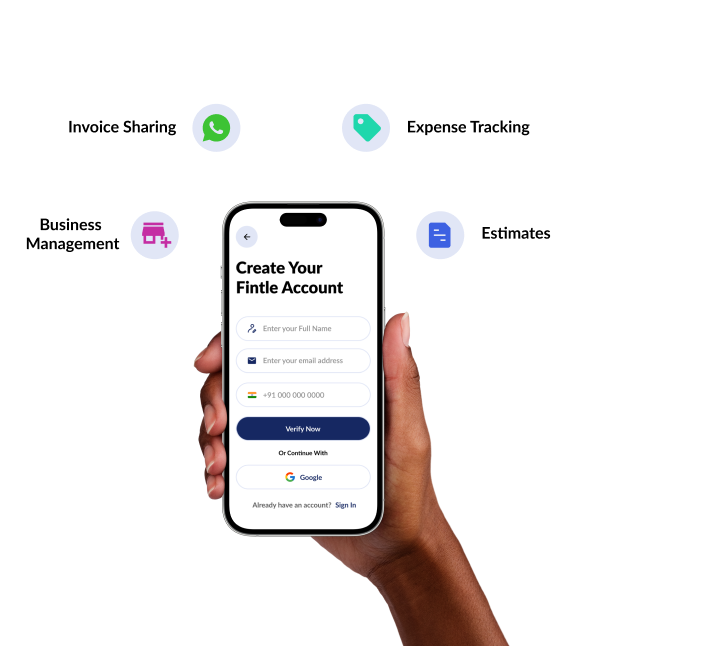 Invoice Sharing
Expense Tracking
Business
Management
Estimates
Create Your
Fintle Account
Enter your Full Name
Enter your email address
+91 000 000 0000
Verify Now
Or Continue With
Google
Already have an account? Sign In